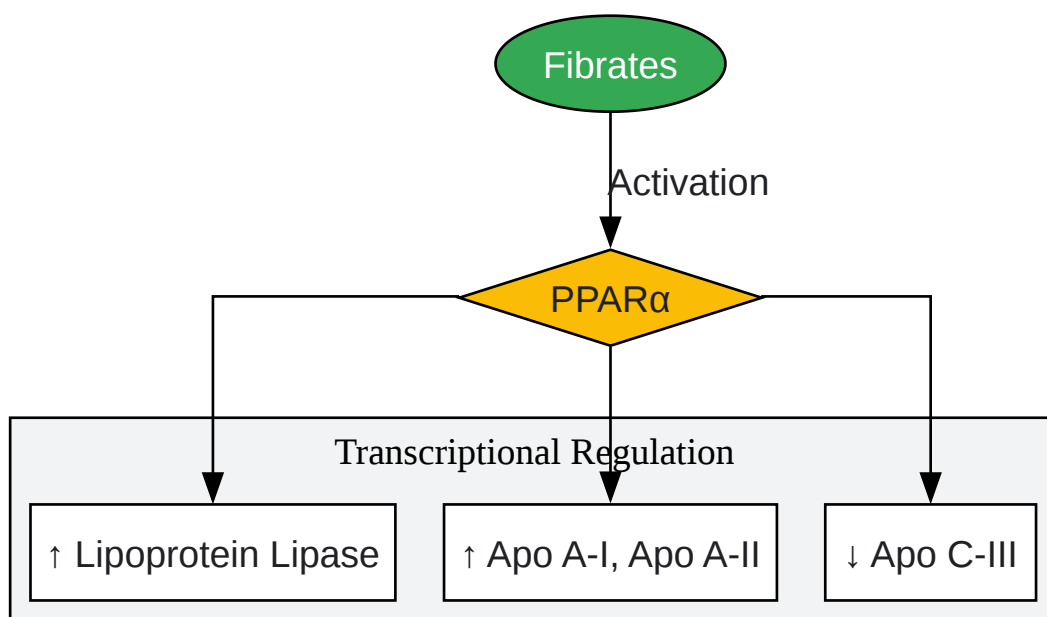 Fibrates
Activation
PPARα
Transcriptional Regulation
↑ Lipoprotein Lipase
↑ Apo A-I, Apo A-II
↓ Apo C-III